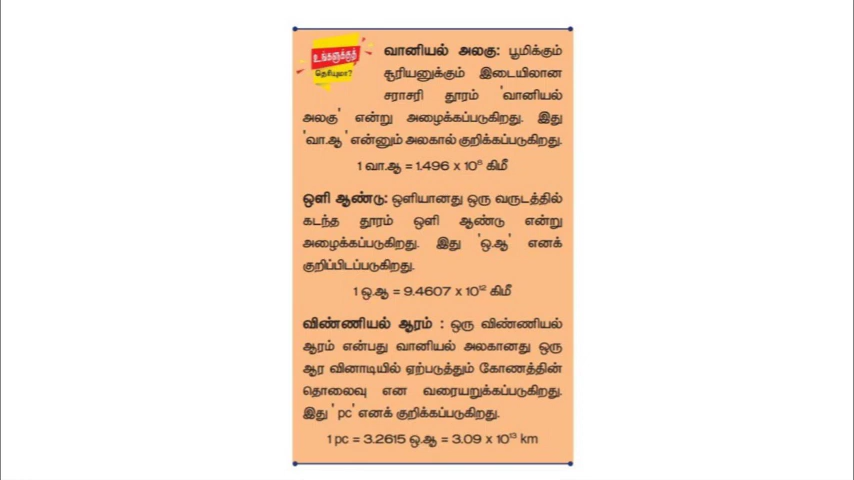 உங்களுக்குத்
தெரியுமா?
வானியல் அலகு: பூமிக்கும்
சூரியனுக்கும் இடையிலான
சராசரி தூரம் 'வானியல்
அலகு' என்று அழைக்கப்படுகிறது. இது
'வா.ஆ' என்னும் அலகால் குறிக்கப்படுகிறது.
1 வா.ஆ = 1.496 x 10⁸ கிமீ
ஒளி ஆண்டு: ஒளியானது ஒரு வருடத்தில்
கடந்த தூரம் ஒளி ஆண்டு என்று
அழைக்கப்படுகிறது. இது 'ஒ.ஆ' எனக்
குறிப்பிடப்படுகிறது.
1 ஒ.ஆ = 9.4607 x 10¹² கிமீ
விண்ணியல் ஆரம் : ஒரு விண்ணியல்
ஆரம் என்பது வானியல் அலகானது ஒரு
ஆர வினாடியில் ஏற்படுத்தும் கோணத்தின்
தொலைவு என வரையறுக்கப்படுகிறது.
இது ' pc' எனக் குறிக்கப்படுகிறது.
1 pc = 3.2615 ஒ.ஆ = 3.09 x 10¹³ km